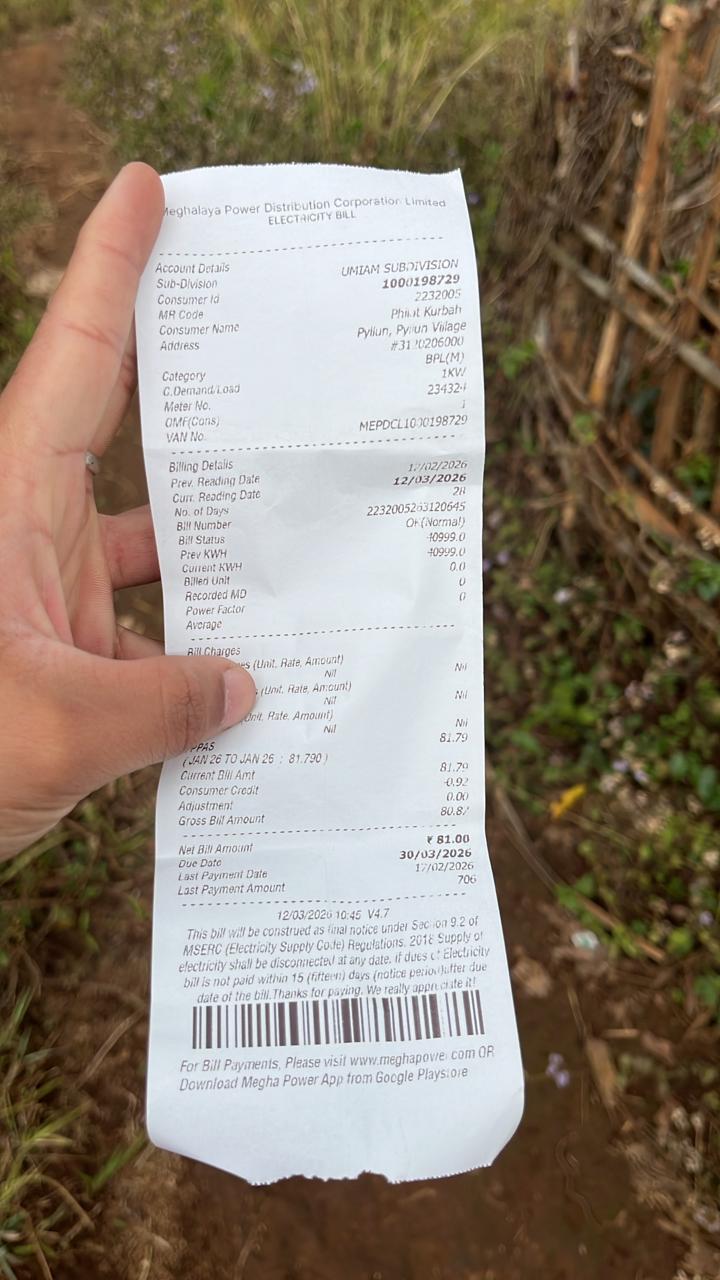 Meghalaya Power Distribution Corporation Limited
ELECTRICITY BILL
Account Details
Sub-Division UMIAM SUBDIVISION
Consumer Id 1000198729
MR Code 2232005
Consumer Name Philut Kurbah
Address Pyllun, Pyllun Village
BPL(M)
Category
C.Demand/Load 1KW
Meter No.
OMF(Cons) 1
VAN No. MEPDCL1000198729
Billing Details
Prev. Reading Date 12/02/2026
Curr. Reading Date 12/03/2026
No. of Days 28
Bill Number
Bill Status OK(Normal)
Prev KWH 40999.0
Current KWH 40999.0
Billed Unit 0.0
Recorded MD 0
Power Factor 0
Average
Bill Charges
(Unit, Rate, Amount)
Nil Nil
(Unit, Rate, Amount)
Nil Nil
(Unit, Rate, Amount)
Nil Nil
81.79
( JAN 26 TO JAN 26 : 81.790 )
Current Bill Amt 81.79
Consumer Credit -0.92
Adjustment 0.00
Gross Bill Amount 80.87
Net Bill Amount ₹ 81.00
Due Date 30/03/2026
Last Payment Date 17/02/2026
Last Payment Amount 706
12/03/2026 10:45 V4.7
This bill will be construed as final notice under Section 9.2 of
MSERC (Electricity Supply Code) Regulations, 2018 Supply of
electricity shall be disconnected at any date, if dues of Electricity
bill is not paid within 15 (fifteen) days (notice period)after due
date of the bill.Thanks for paying. We really appreciate it!
For Bill Payments, Please visit www.meghapower.com OR
Download Megha Power App from Google Playstore